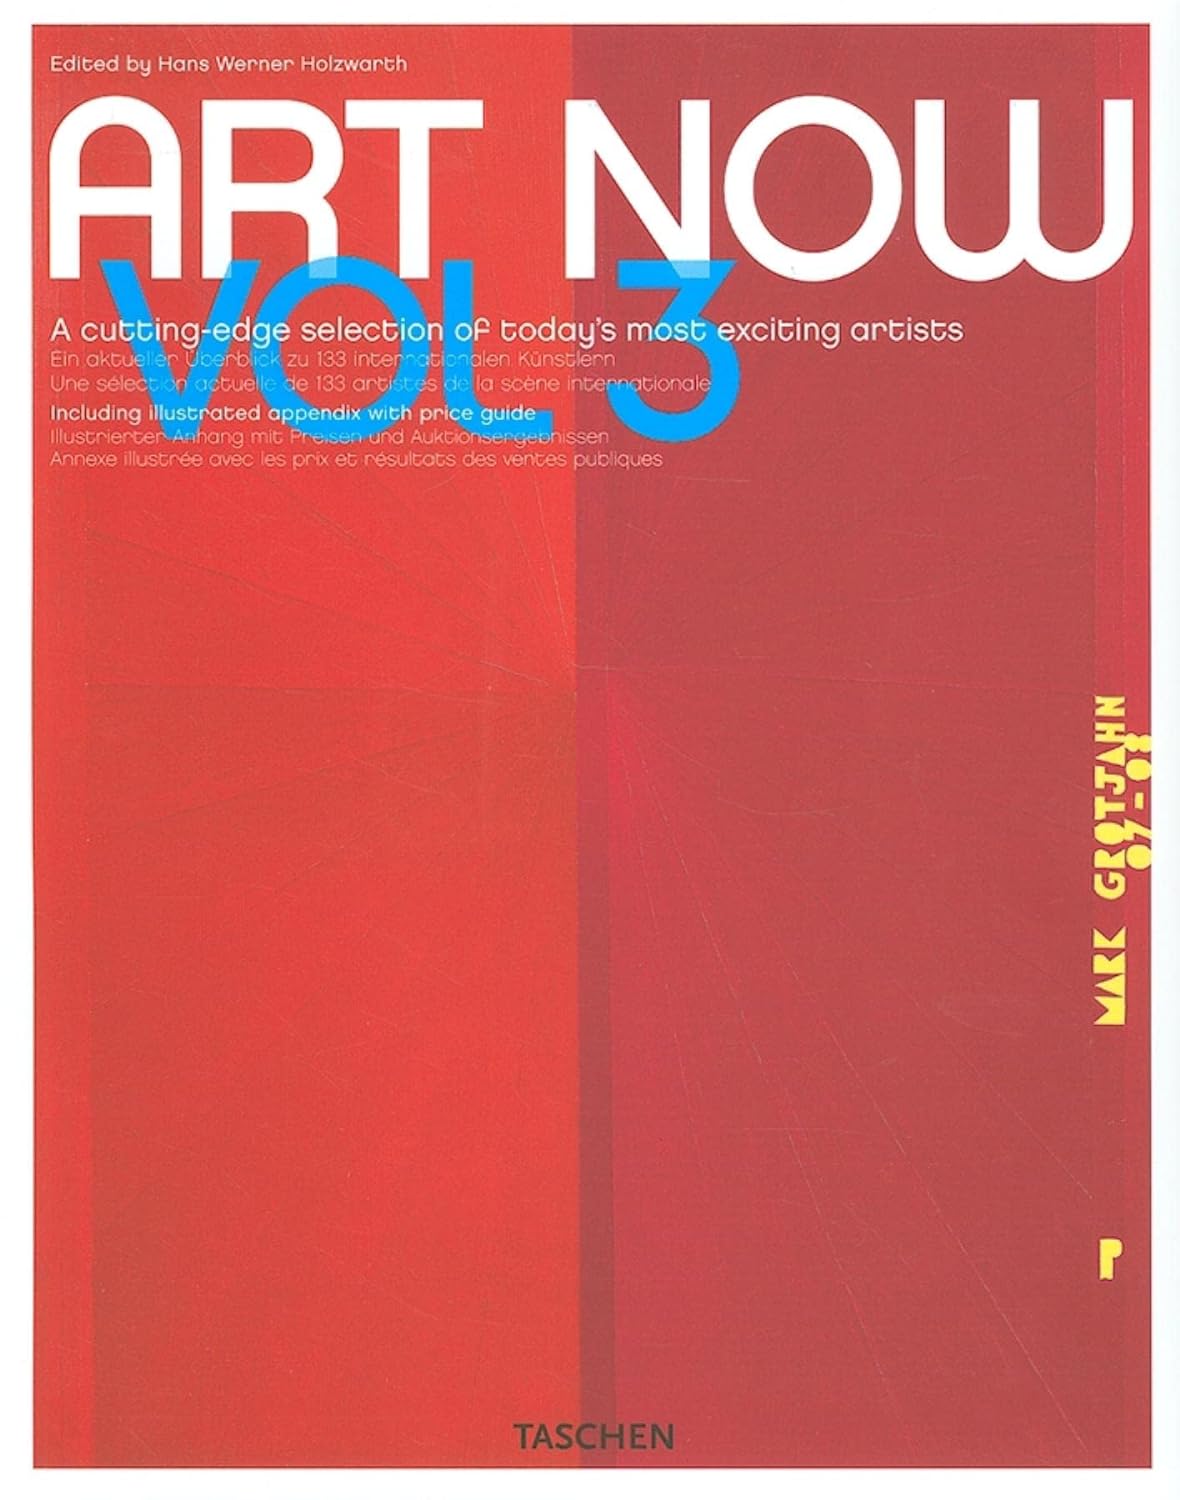 Edited by Hans Werner Holzwarth
ART NOW
VOL 3
A cutting-edge selection of today's most exciting artists
Ein aktueller Überblick zu 133 internationalen Künstlern
Une sélection actuelle de 133 artistes de la scène internationale
Including illustrated appendix with price guide
Illustrierter Anhang mit Preisen und Auktionsergebnissen
Annexe illustrée avec les prix et résultats des ventes publiques
MARK GROTJAHN
07-08
P
TASCHEN